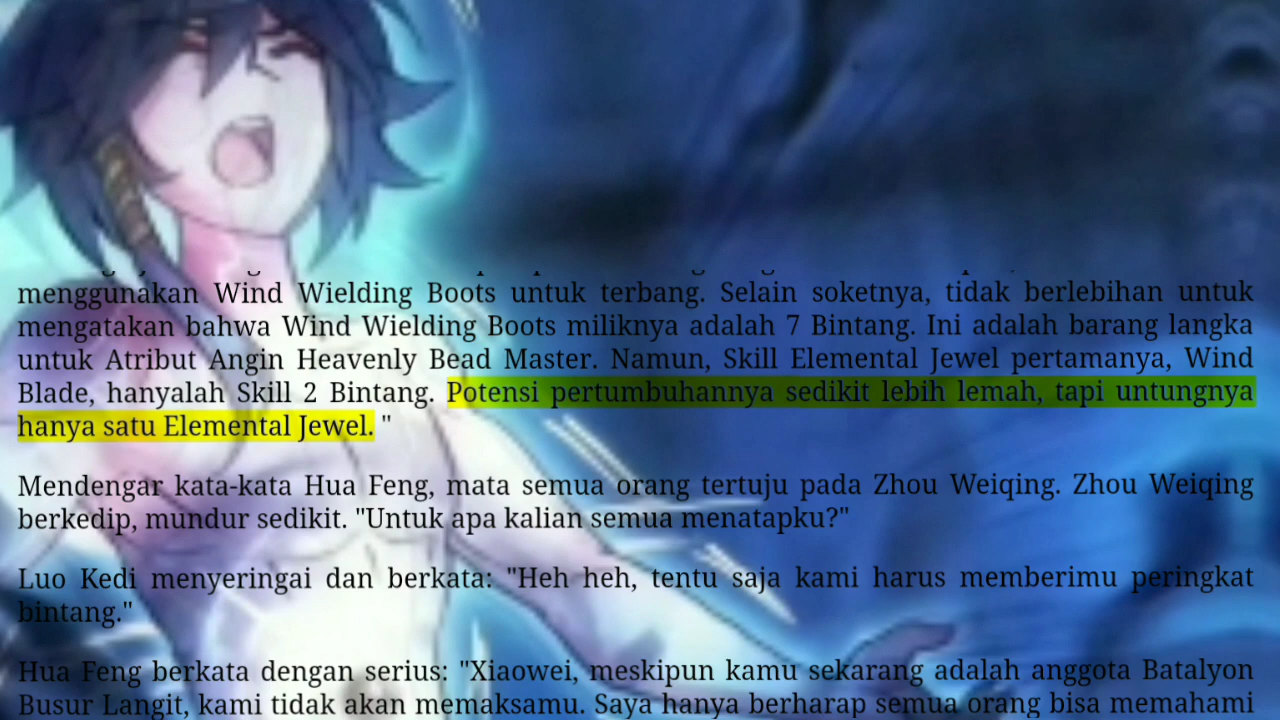 menggunakan Wind Wielding Boots untuk terbang. Selain soketnya, tidak berlebihan untuk
mengatakan bahwa Wind Wielding Boots miliknya adalah 7 Bintang. Ini adalah barang langka
untuk Atribut Angin Heavenly Bead Master. Namun, Skill Elemental Jewel pertamanya, Wind
Blade, hanyalah Skill 2 Bintang. Potensi pertumbuhannya sedikit lebih lemah, tapi untungnya
hanya satu Elemental Jewel. "
Mendengar kata-kata Hua Feng, mata semua orang tertuju pada Zhou Weiqing. Zhou Weiqing
berkedip, mundur sedikit. "Untuk apa kalian semua menatapku?"
Luo Kedi menyeringai dan berkata: "Heh heh, tentu saja kami harus memberimu peringkat
bintang."
Hua Feng berkata dengan serius: "Xiaowei, meskipun kamu sekarang adalah anggota Batalyon
Busur Langit, kami tidak akan memaksamu. Saya hanya berharap semua orang bisa memahami